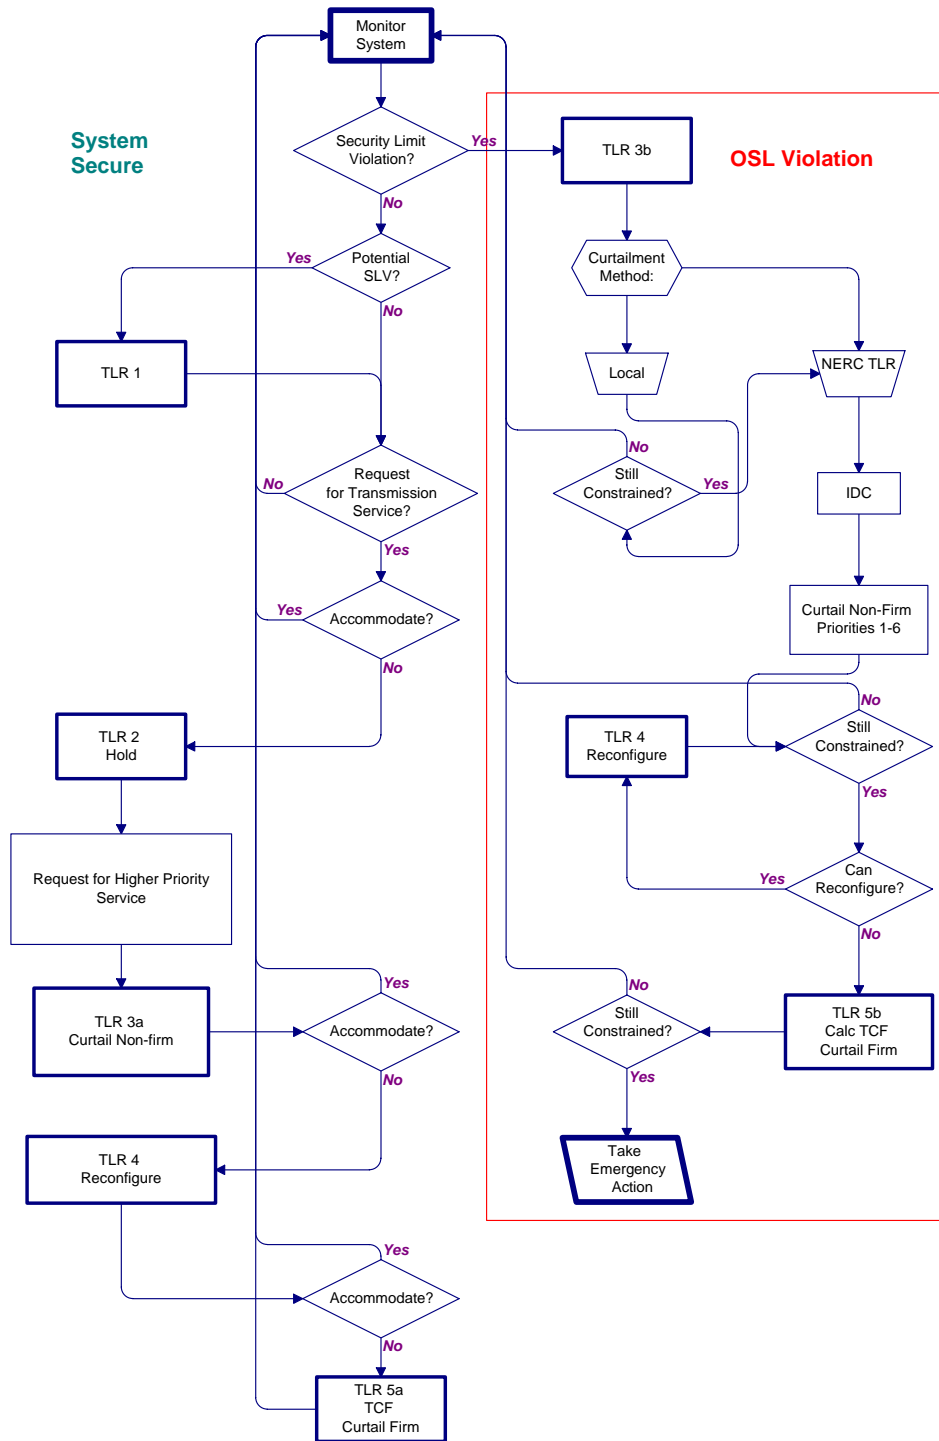 Monitor
System
System
Secure
Security Limit
Violation?
Yes
No
TLR 3b
OSL Violation
Yes
Potential
SLV?
No
Curtailment
Method:
TLR 1
Local
NERC TLR
No
Request
for Transmission
Service?
Yes
No
Still
Constrained?
Yes
IDC
Yes
Accommodate?
No
Curtail Non-Firm
Priorities 1-6
TLR 2
Hold
No
TLR 4
Reconfigure
Still
Constrained?
Yes
Request for Higher Priority
Service
Yes
Can
Reconfigure?
No
TLR 3a
Curtail Non-firm
Yes
Accommodate?
No
No
Still
Constrained?
Yes
TLR 5b
Calc TCF
Curtail Firm
TLR 4
Reconfigure
Take
Emergency
Action
Yes
Accommodate?
No
TLR 5a
TCF
Curtail Firm